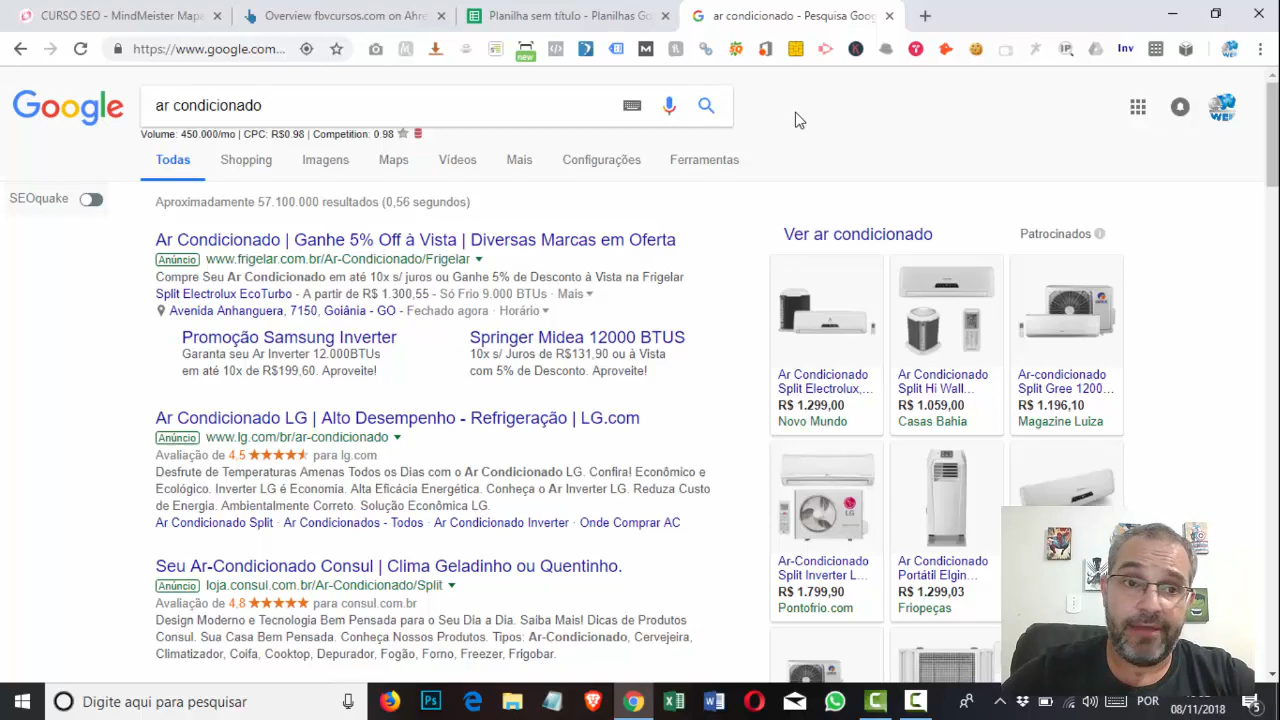 CURSO SEO - MindMeister Mapa
Overview fbvcursos.com on Ahre
Planilha sem título - Planilhas Go
ar condicionado - Pesquisa Goog
https://www.google.com...
new
Inv
Google
ar condicionado
Volume: 450.000/mo | CPC: R$0.98 | Competition: 0.98
Todas Shopping Imagens Maps Vídeos Mais Configurações Ferramentas
SEOquake
Aproximadamente 57.100.000 resultados (0,56 segundos)
Ar Condicionado | Ganhe 5% Off à Vista | Diversas Marcas em Oferta
Anúncio www.frigelar.com.br/Ar-Condicionado/Frigelar
Compre Seu Ar Condicionado em até 10x s/ juros ou Ganhe 5% de Desconto à Vista na Frigelar
Split Electrolux EcoTurbo - A partir de R$ 1.300,55 - Só Frio 9.000 BTUs · Mais
Avenida Anhanguera, 7150, Goiânia - GO - Fechado agora · Horário
Promoção Samsung Inverter
Garanta seu Ar Inverter 12.000BTUs
em até 10x de R$199,60. Aproveite!
Springer Midea 12000 BTUS
10x s/ Juros de R$131,90 ou à Vista
com 5% de Desconto. Aproveite!
Ar Condicionado LG | Alto Desempenho - Refrigeração | LG.com
Anúncio www.lg.com/br/ar-condicionado
Avaliação de 4,5 para lg.com
Desfrute de Temperaturas Amenas Todos os Dias com o Ar Condicionado LG. Confira! Econômico e
Ecológico. Inverter LG é Economia. Alta Eficácia Energética. Conheça o Ar Inverter LG. Reduza Custo
de Energia. Ambientalmente Correto. Solução Econômica LG.
Ar Condicionado Split · Ar Condicionados - Todos · Ar Condicionado Inverter · Onde Comprar AC
Seu Ar-Condicionado Consul | Clima Geladinho ou Quentinho.
Anúncio loja.consul.com.br/Ar-Condicionado/Split
Avaliação de 4,8 para consul.com.br
Design Moderno e Tecnologia Bem Pensada para o Seu Dia a Dia. Saiba Mais! Dicas de Produtos
Consul. Sua Casa Bem Pensada. Conheça Nossos Produtos. Tipos: Ar-Condicionado, Cervejeira,
Climatizador, Coifa, Cooktop, Depurador, Fogão, Forno, Freezer, Frigobar.
Ver ar condicionado
Patrocinados
Ar Condicionado
Split Electrolux,...
R$ 1.299,00
Novo Mundo
Ar Condicionado
Split Hi Wall...
R$ 1.059,00
Casas Bahia
Ar-condicionado
Split Gree 1200...
R$ 1.196,10
Magazine Luiza
Ar-Condicionado
Split Inverter L...
R$ 1.799,90
Pontofrio.com
Ar Condicionado
Portátil Elgin...
R$ 1.299,03
Friopeças
Digite aqui para pesquisar
POR
08/11/2018
5